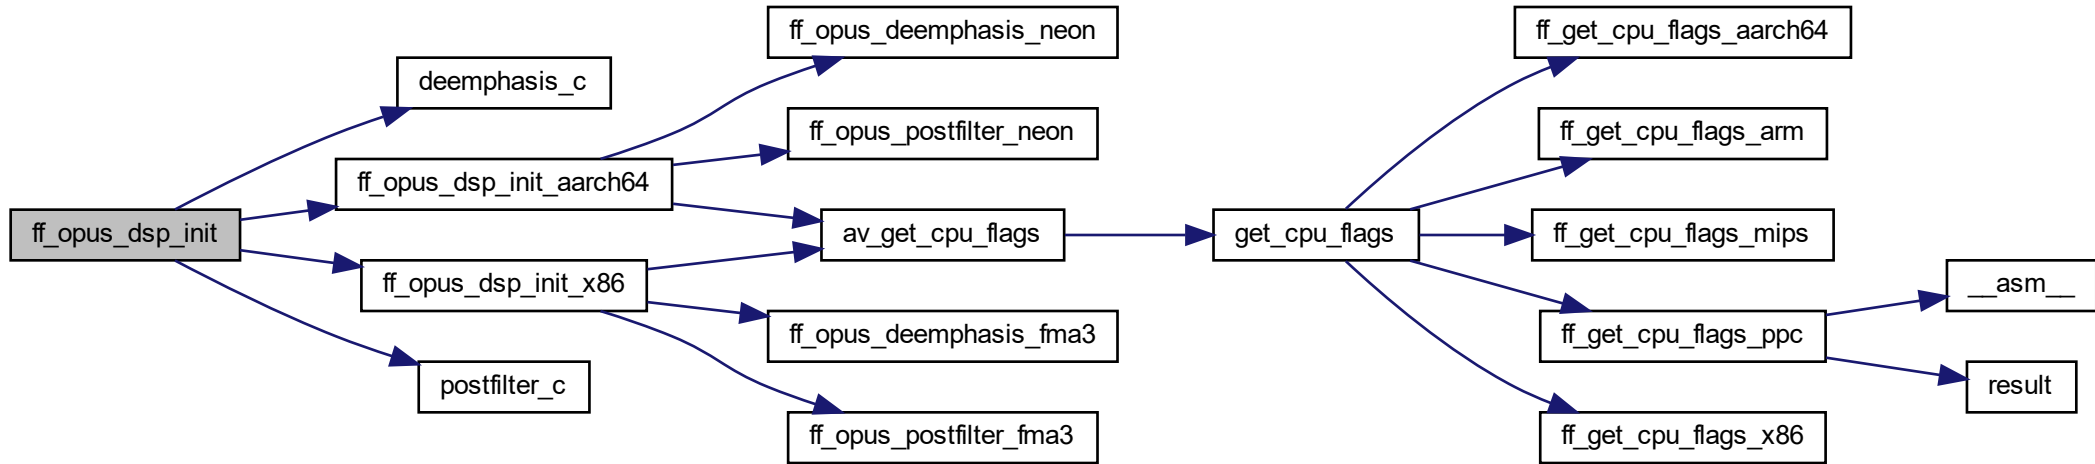 ff_opus_dsp_init
deemphasis_c
ff_opus_dsp_init_aarch64
ff_opus_dsp_init_x86
postfilter_c
ff_opus_deemphasis_neon
ff_opus_postfilter_neon
av_get_cpu_flags
ff_opus_deemphasis_fma3
ff_opus_postfilter_fma3
get_cpu_flags
ff_get_cpu_flags_aarch64
ff_get_cpu_flags_arm
ff_get_cpu_flags_mips
ff_get_cpu_flags_ppc
ff_get_cpu_flags_x86
__asm__
result